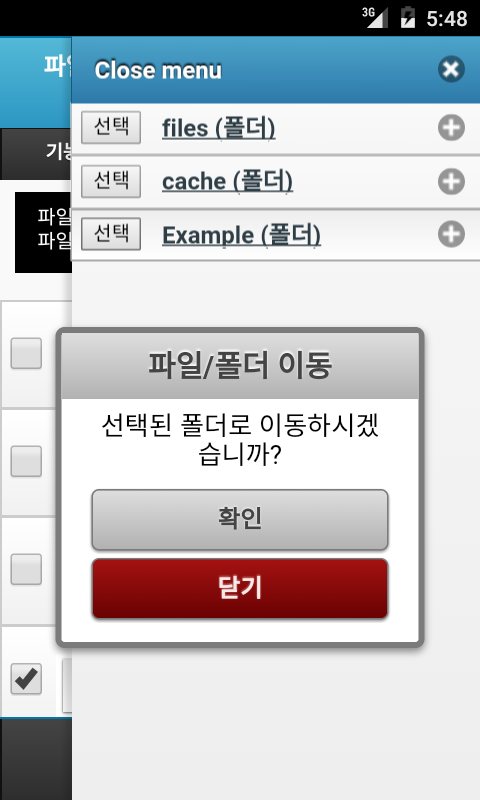 3G 5:48
파일
Close menu
기능
선택 files (폴더)
선택 cache (폴더)
선택 Example (폴더)
파일
파일
파일/폴더 이동
선택된 폴더로 이동하시겠
습니까?
확인
닫기